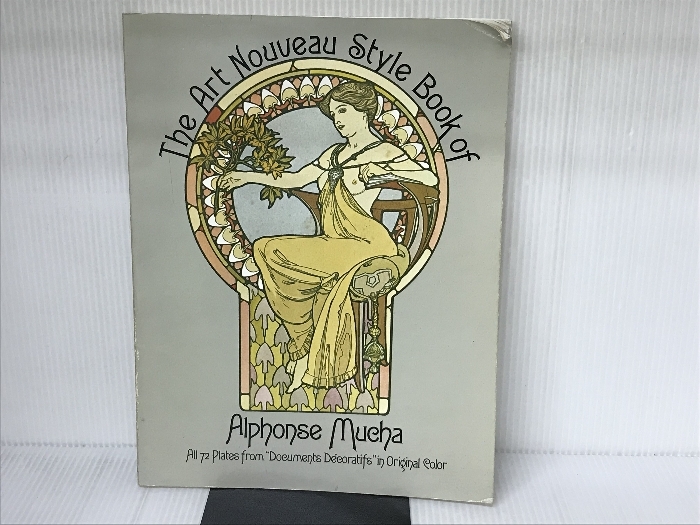 The Art Nouveau Style Book of
Alphonse Mucha
All 72 Plates from "Documents Décoratifs" in Original Color